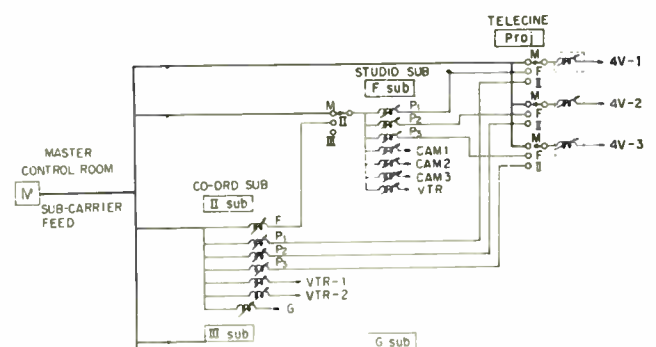 TELECINE
Proj
M
F
II
4V-1
STUDIO SUB
F sub
M
II
III
P1
P2
P3
CAM1
CAM2
CAM3
VTR
M
F
II
4V-2
M
F
II
4V-3
MASTER
CONTROL ROOM
M
SUB-CARRIER
FEED
CO-ORD SUB
II sub
F
P1
P2
P3
VTR-1
VTR-2
G
III sub
G sub